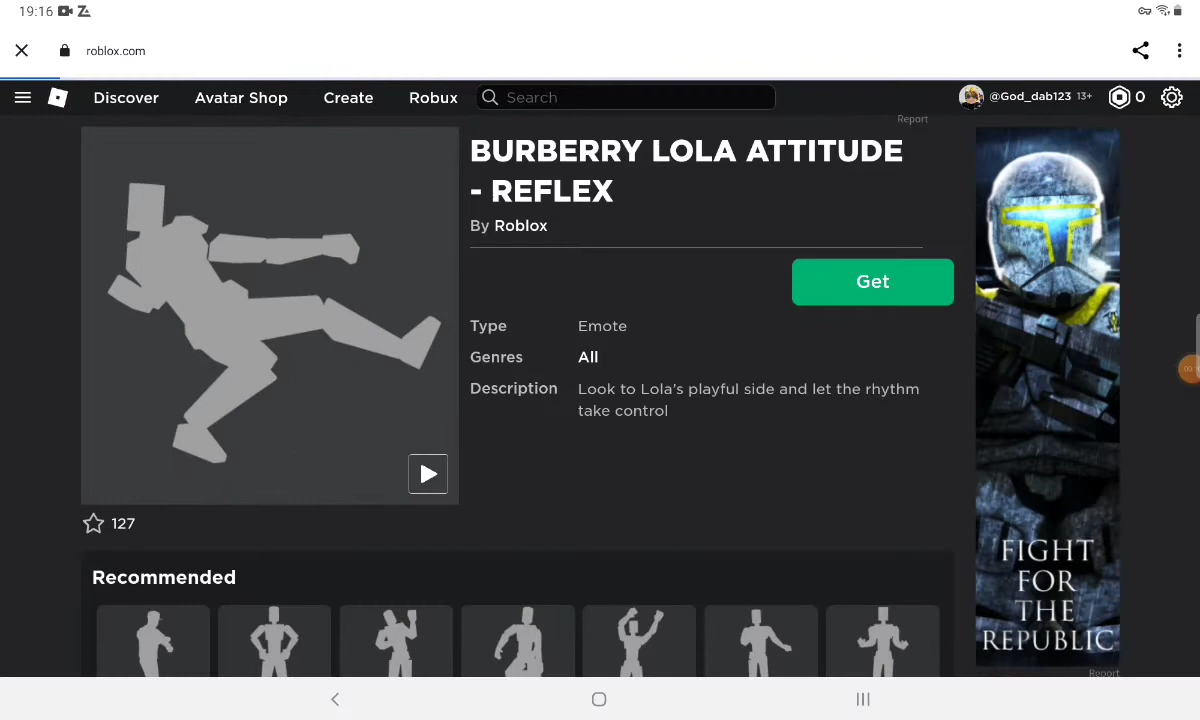 19:16
roblox.com
Discover Avatar Shop Create Robux Search @God_dab123 13+ 0
Report
BURBERRY LOLA ATTITUDE
- REFLEX
By Roblox
Get
Type Emote
Genres All
Description Look to Lola's playful side and let the rhythm
take control
127
Recommended
FIGHT
FOR
THE
REPUBLIC
Report